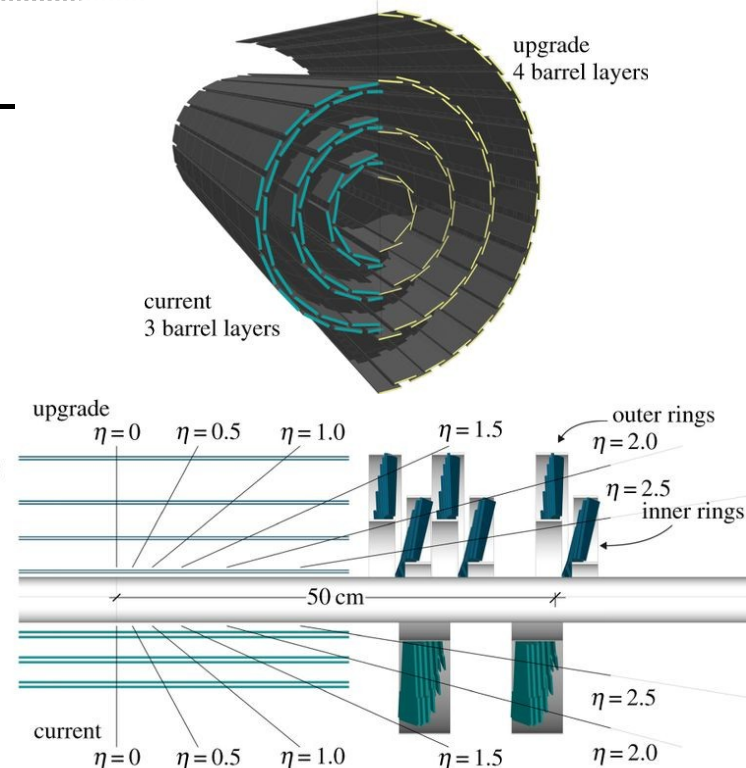 upgrade
4 barrel layers
current
3 barrel layers
upgrade
η = 0
η = 0.5
η = 1.0
η = 1.5
outer rings
η = 2.0
η = 2.5
inner rings
50 cm
η = 2.5
current
η = 0
η = 0.5
η = 1.0
η = 1.5
η = 2.0